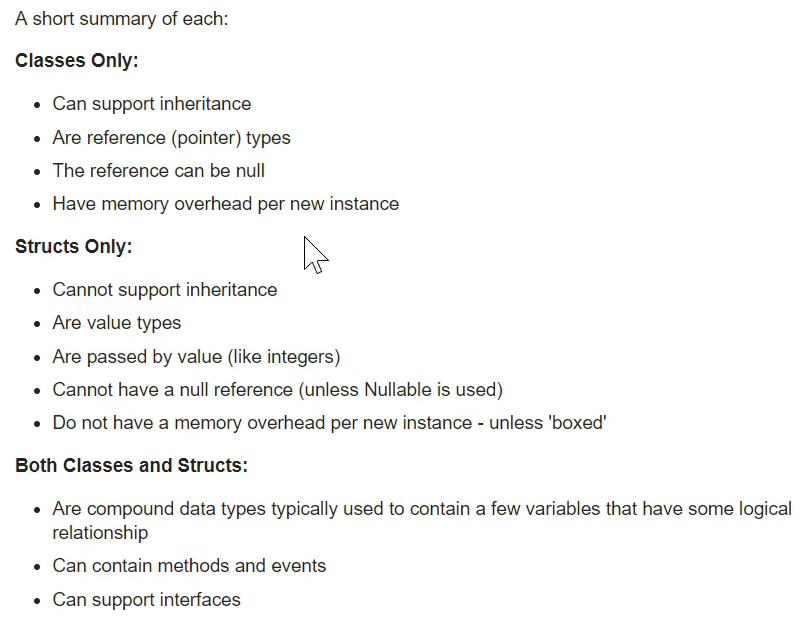 A short summary of each:
Classes Only:
Can support inheritance
Are reference (pointer) types
The reference can be null
Have memory overhead per new instance
Structs Only:
Cannot support inheritance
Are value types
Are passed by value (like integers)
Cannot have a null reference (unless Nullable is used)
Do not have a memory overhead per new instance - unless 'boxed'
Both Classes and Structs:
Are compound data types typically used to contain a few variables that have some logical
relationship
Can contain methods and events
Can support interfaces